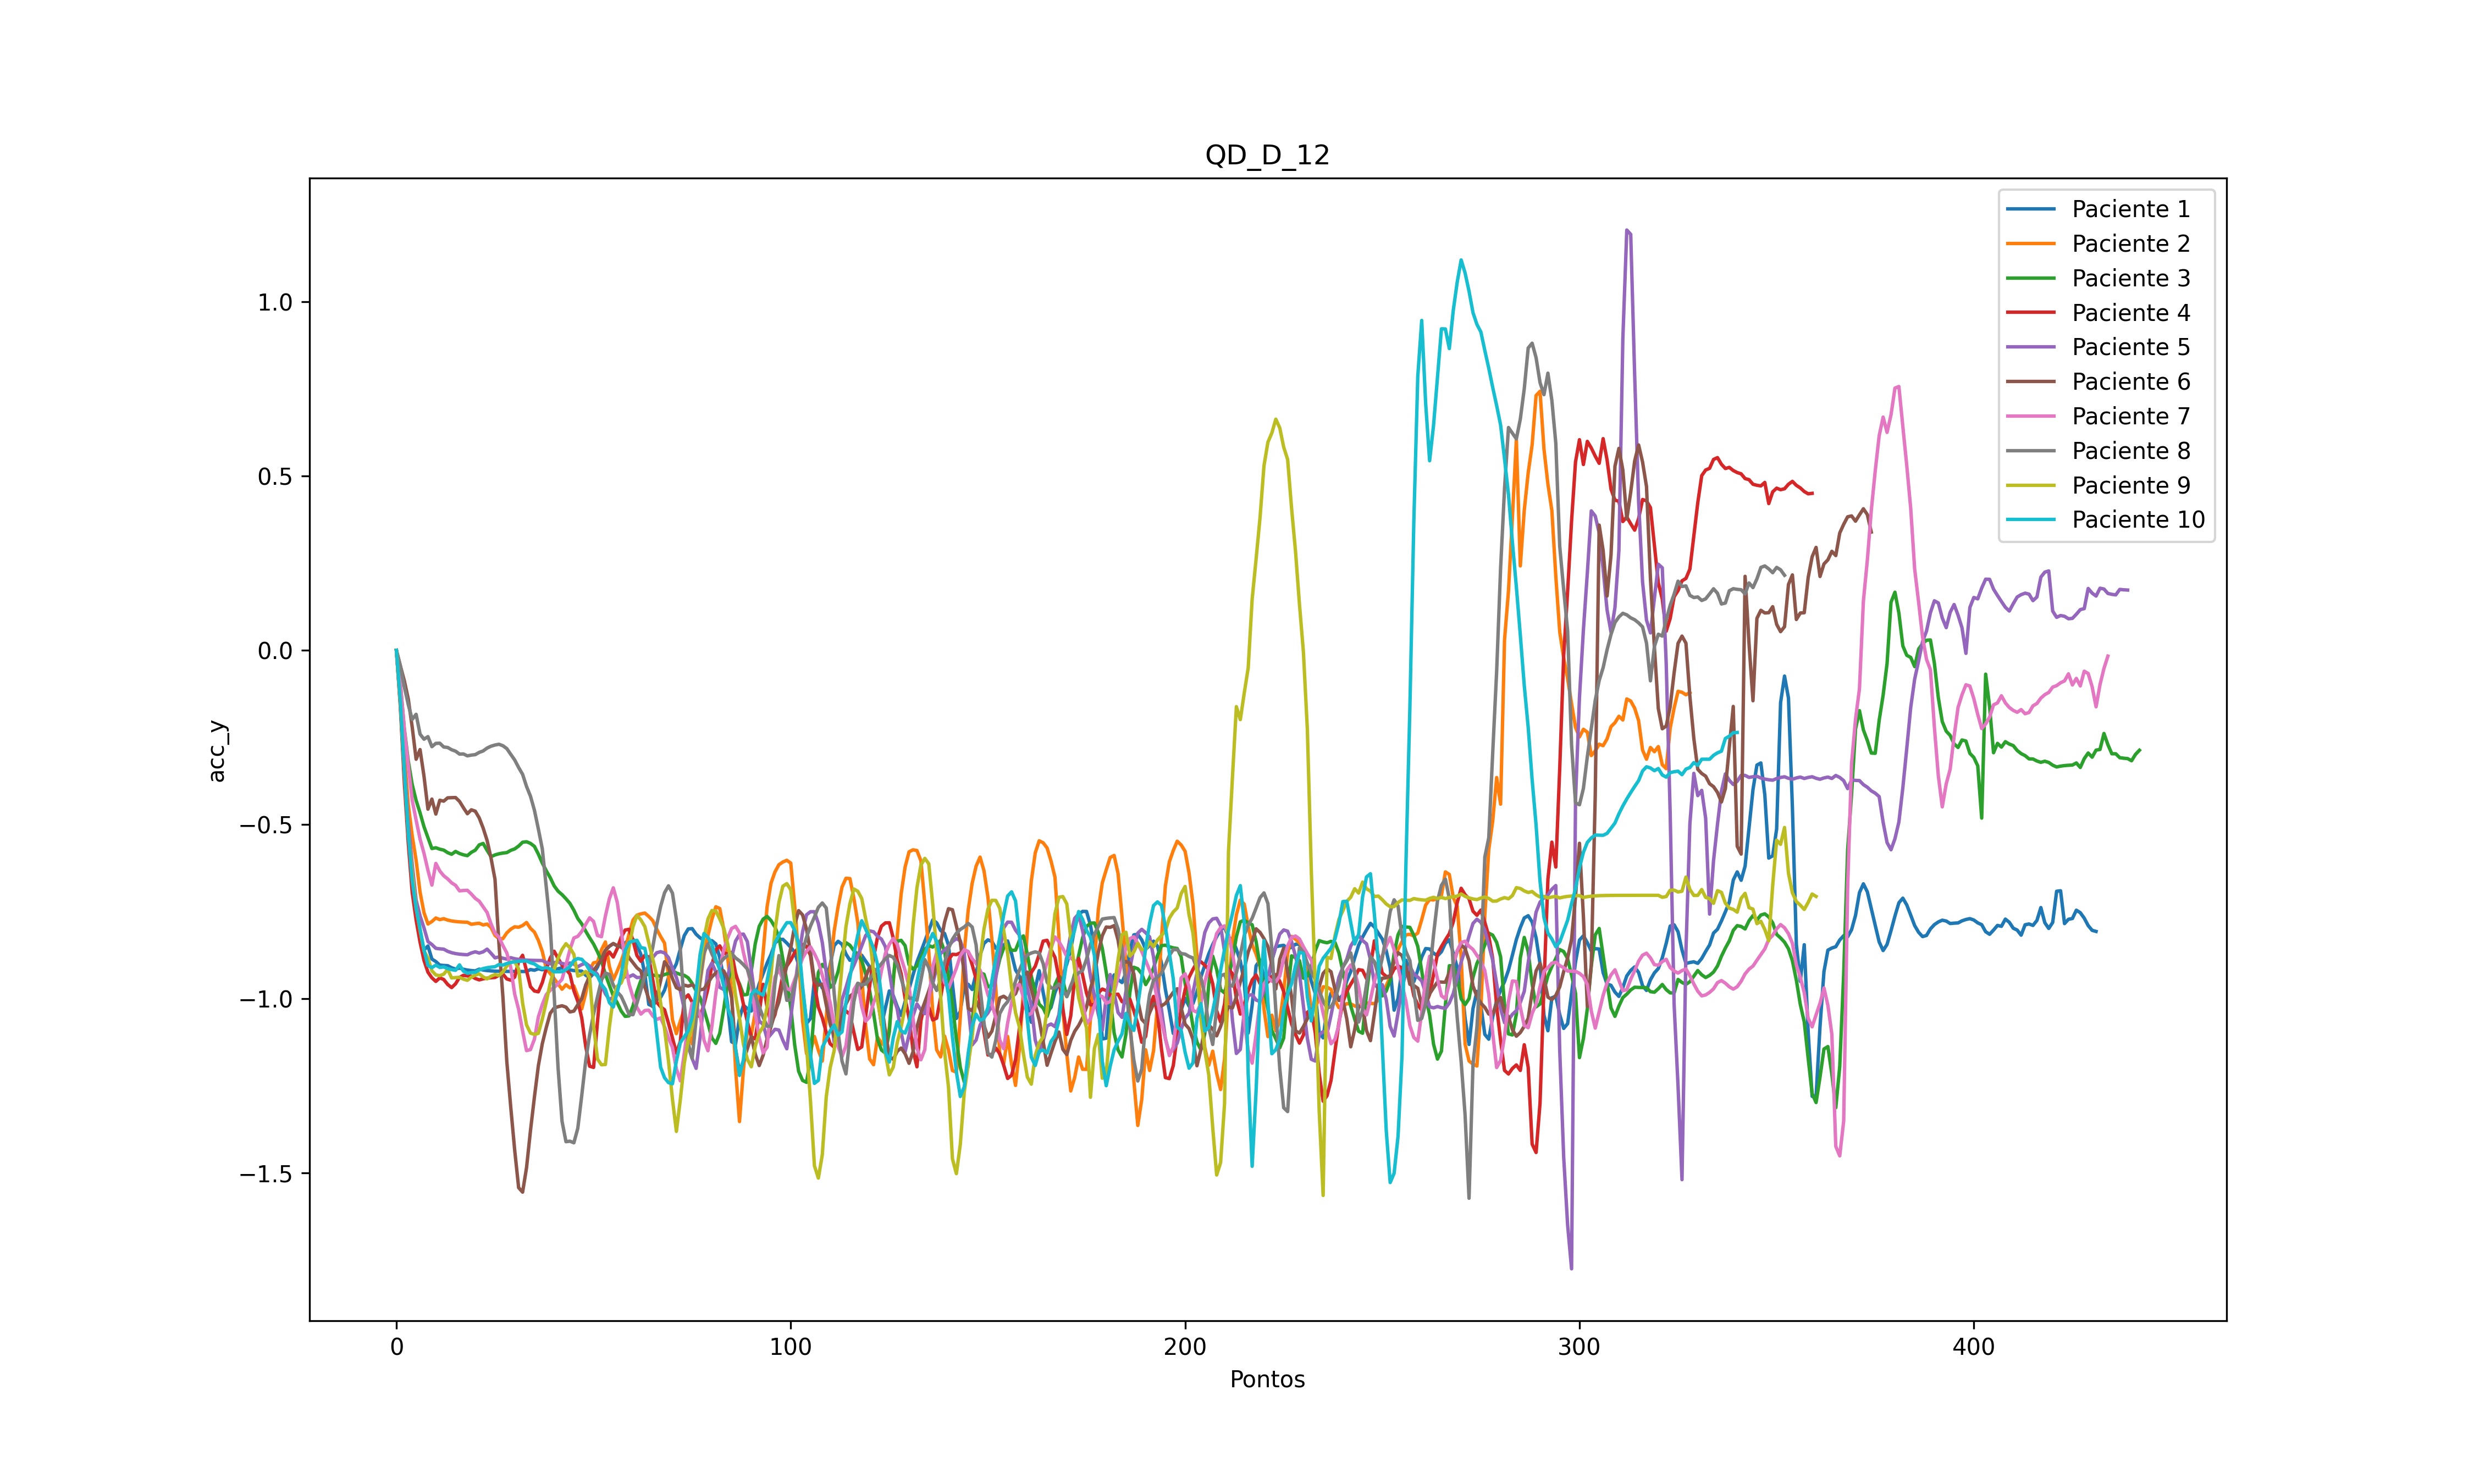 QD_D_12
acc_y
1.0
0.5
0.0
−0.5
−1.0
−1.5
0
100
200
300
400
Pontos
Paciente 1
Paciente 2
Paciente 3
Paciente 4
Paciente 5
Paciente 6
Paciente 7
Paciente 8
Paciente 9
Paciente 10